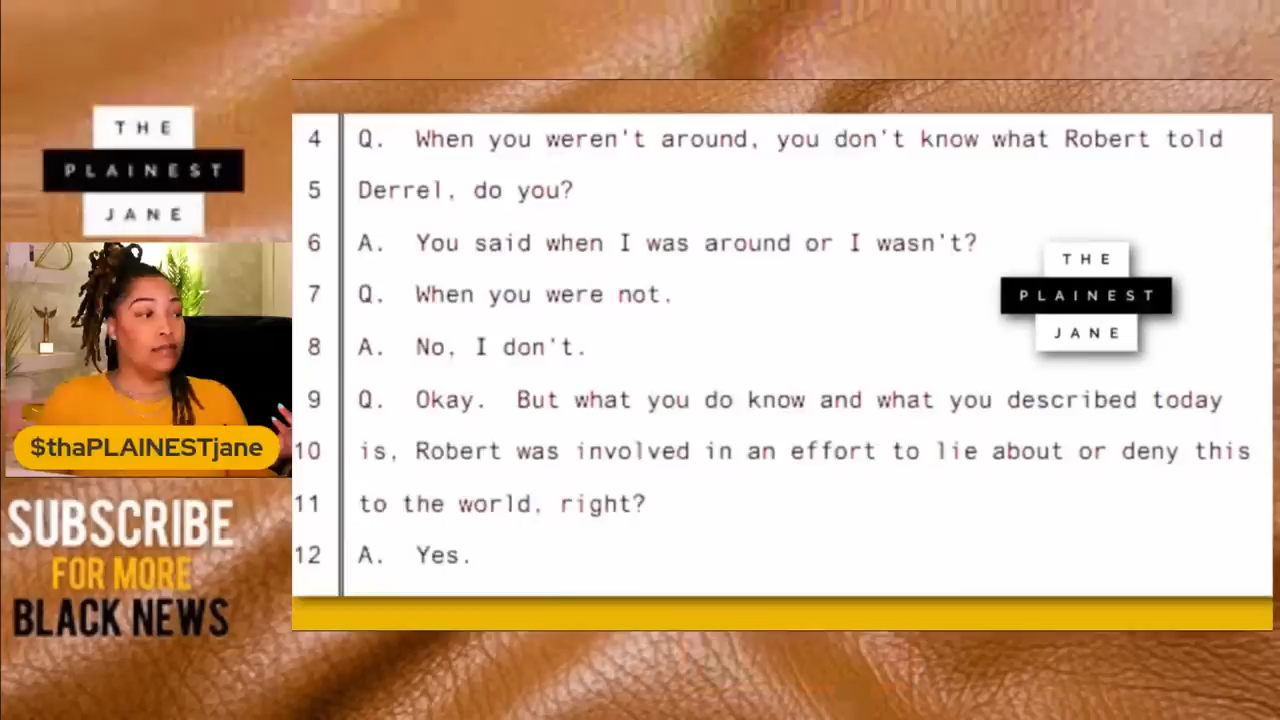 THE
PLAINEST
JANE
$thaPLAINESTjane
SUBSCRIBE
FOR MORE
BLACK NEWS
4 Q. When you weren't around, you don't know what Robert told
5 Derrel, do you?
6 A. You said when I was around or I wasn't?
7 Q. When you were not.
8 A. No, I don't.
9 Q. Okay. But what you do know and what you described today
10 is, Robert was involved in an effort to lie about or deny this
11 to the world, right?
12 A. Yes.
THE
PLAINEST
JANE